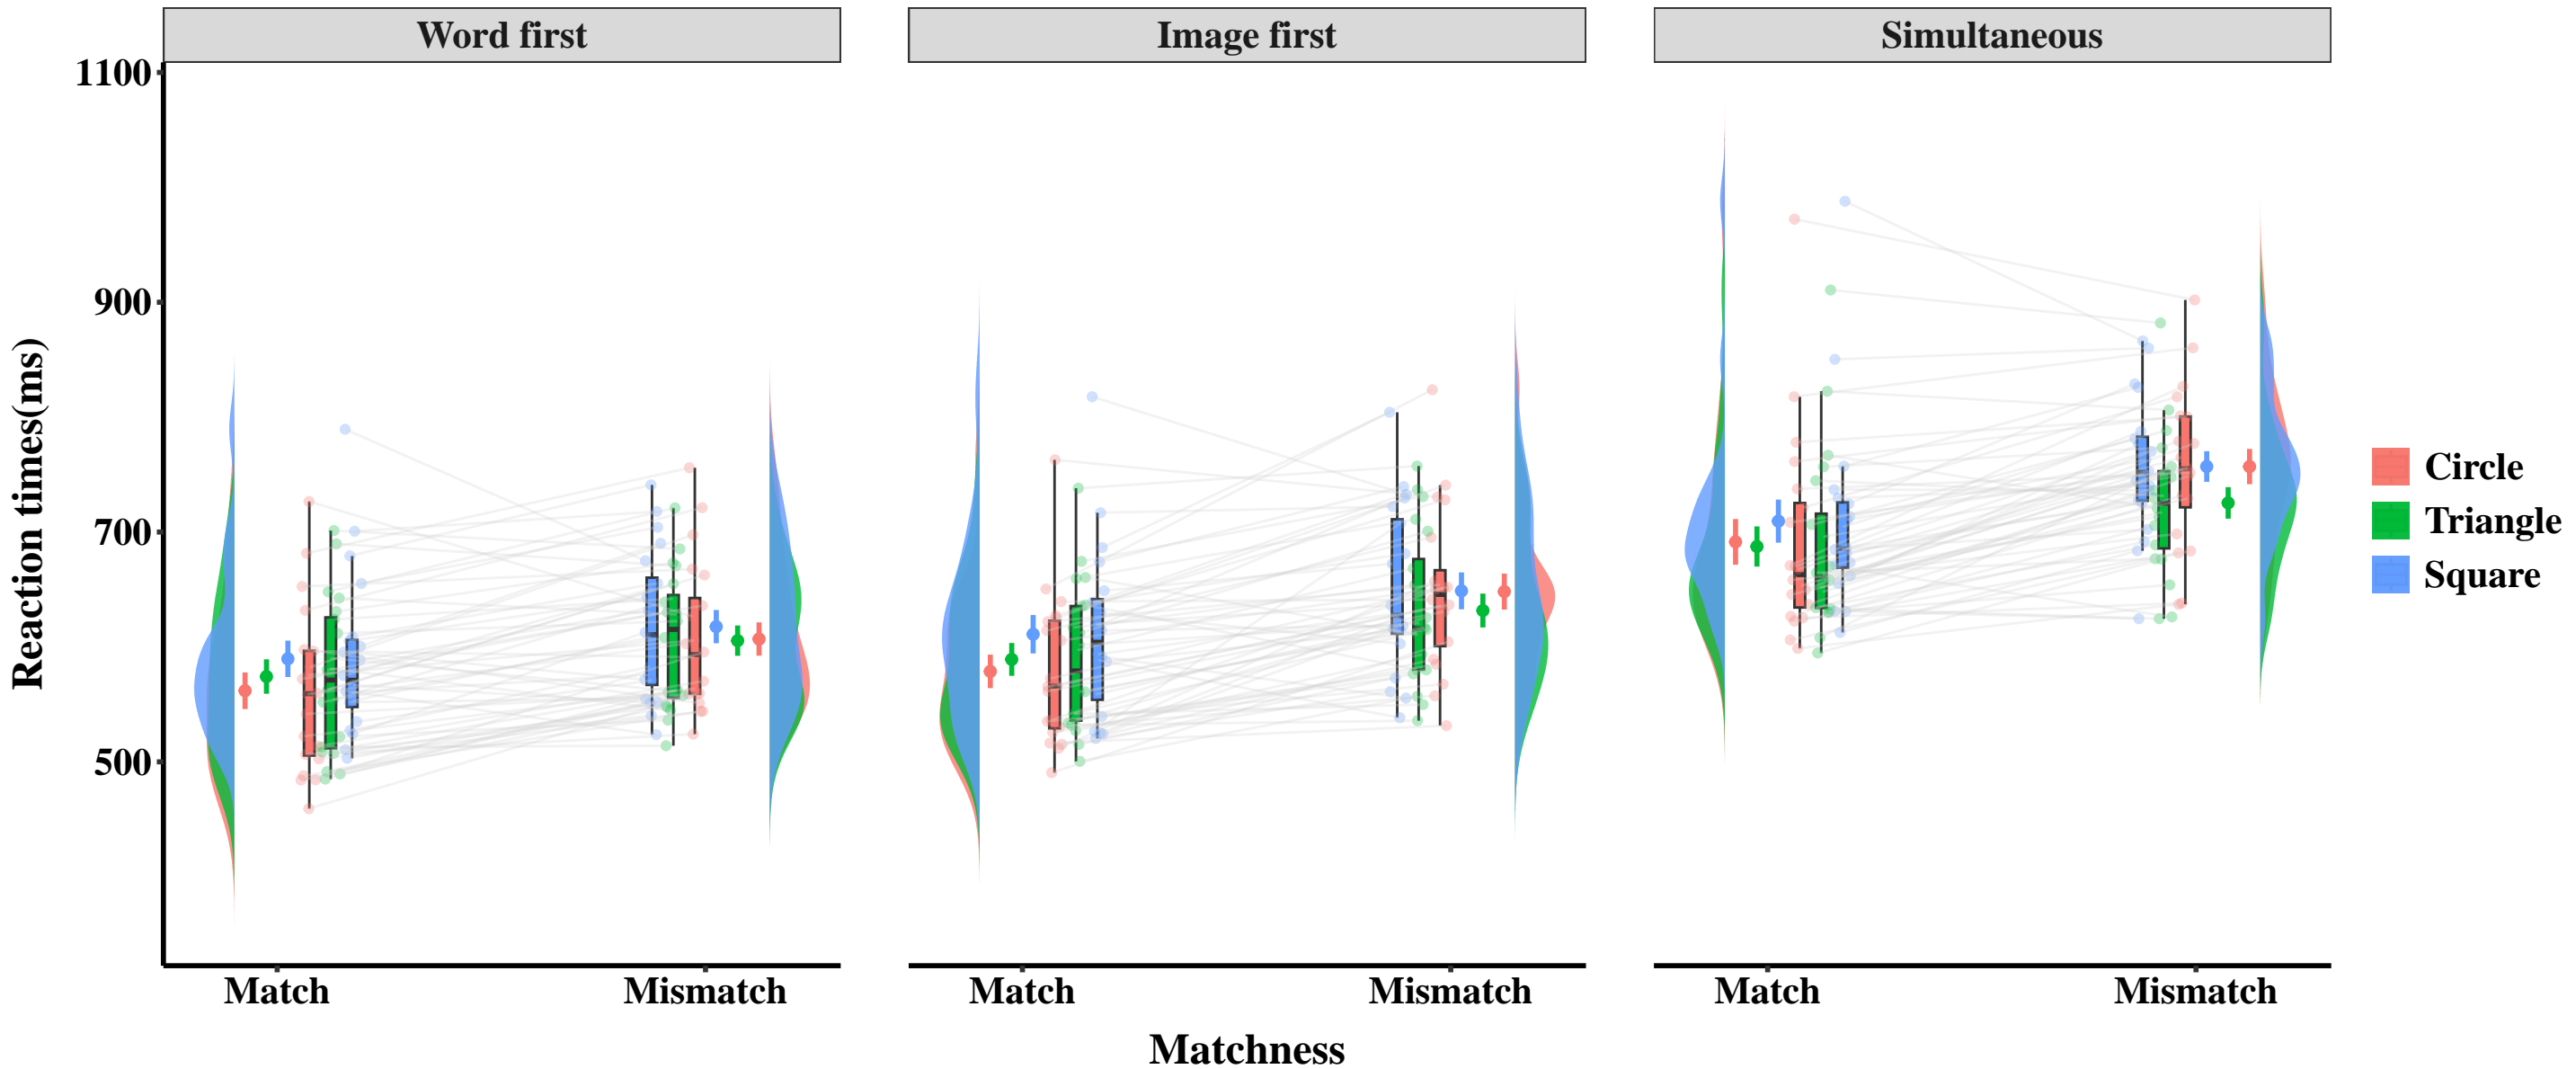 Word first
Image first
Simultaneous
1100
900
700
500
Reaction times(ms)
Match
Mismatch
Match
Mismatch
Match
Mismatch
Matchness
Circle
Triangle
Square